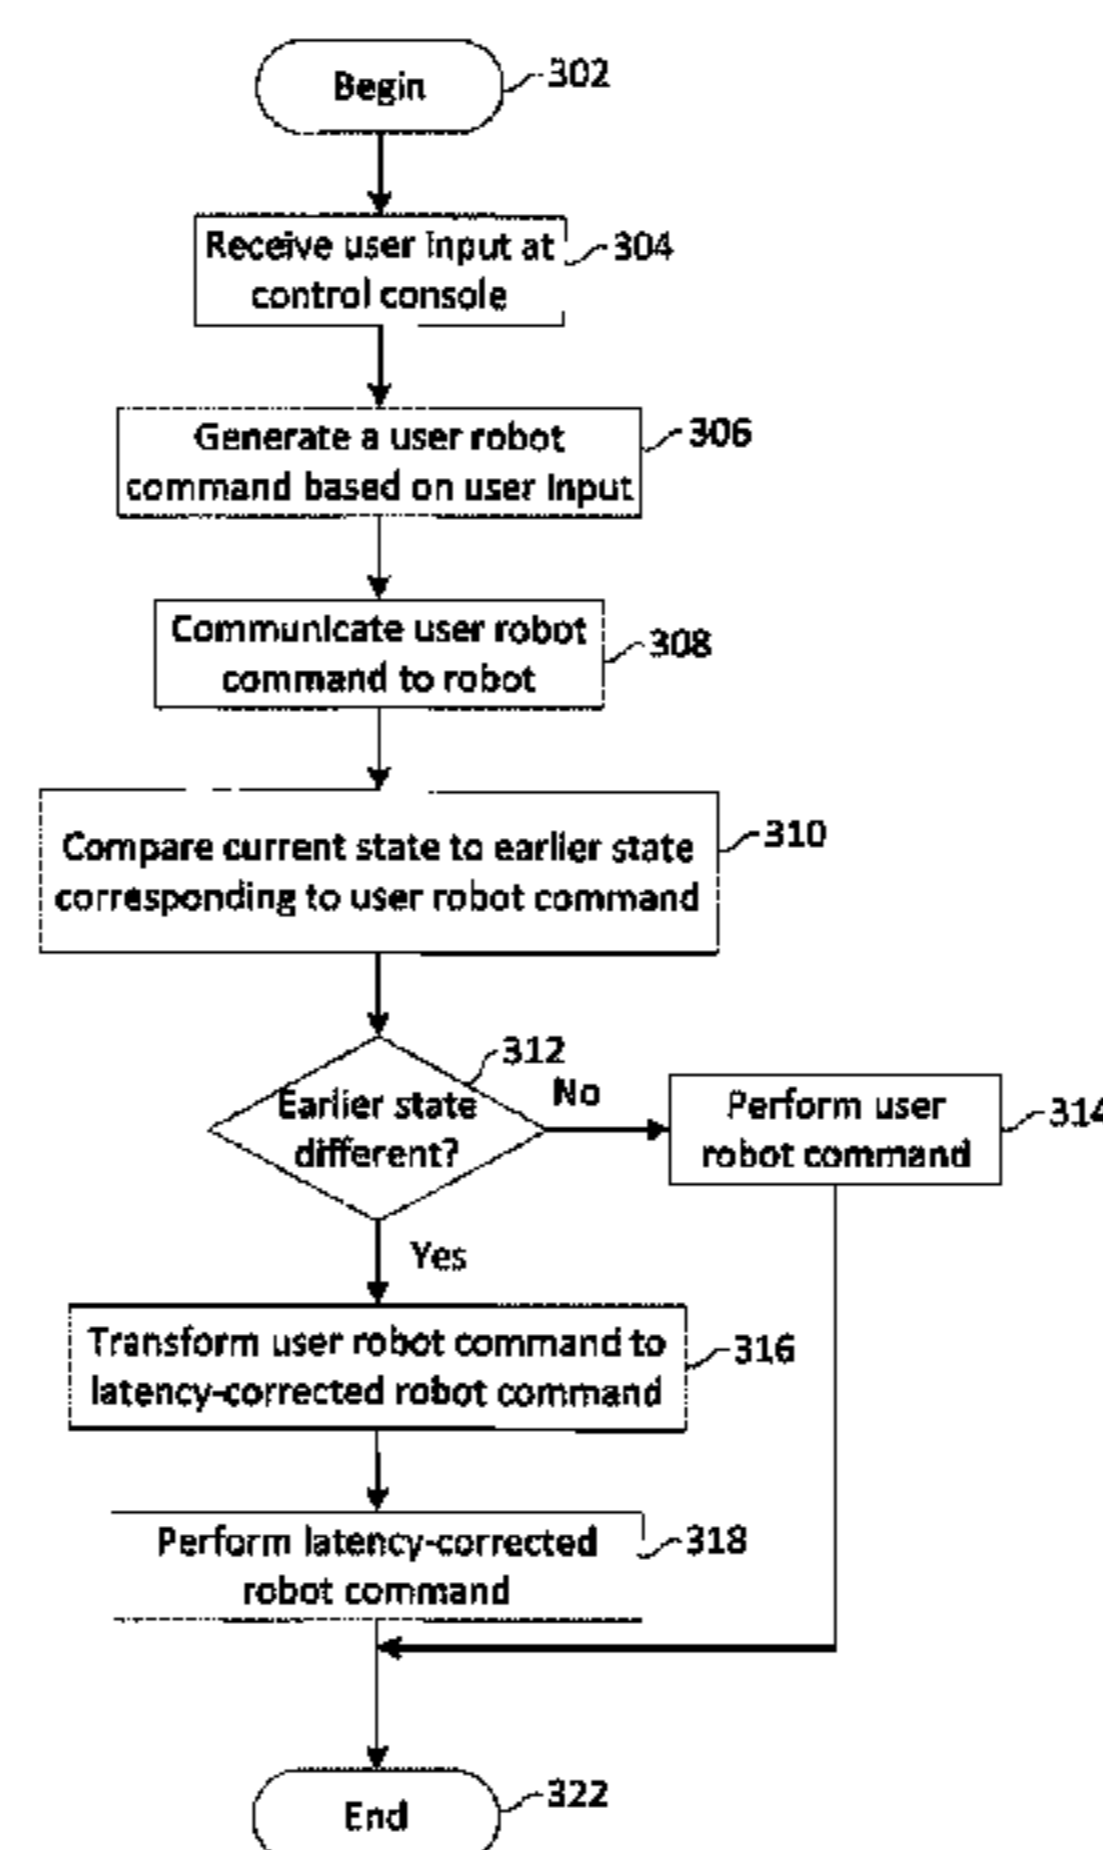 Begin
302
Receive user input at
control console
304
Generate a user robot
command based on user input
306
Communicate user robot
command to robot
308
Compare current state to earlier state
corresponding to user robot command
310
312
Earlier state
different?
No
Perform user
robot command
314
Yes
Transform user robot command to
latency-corrected robot command
316
Perform latency-corrected
robot command
318
End
322